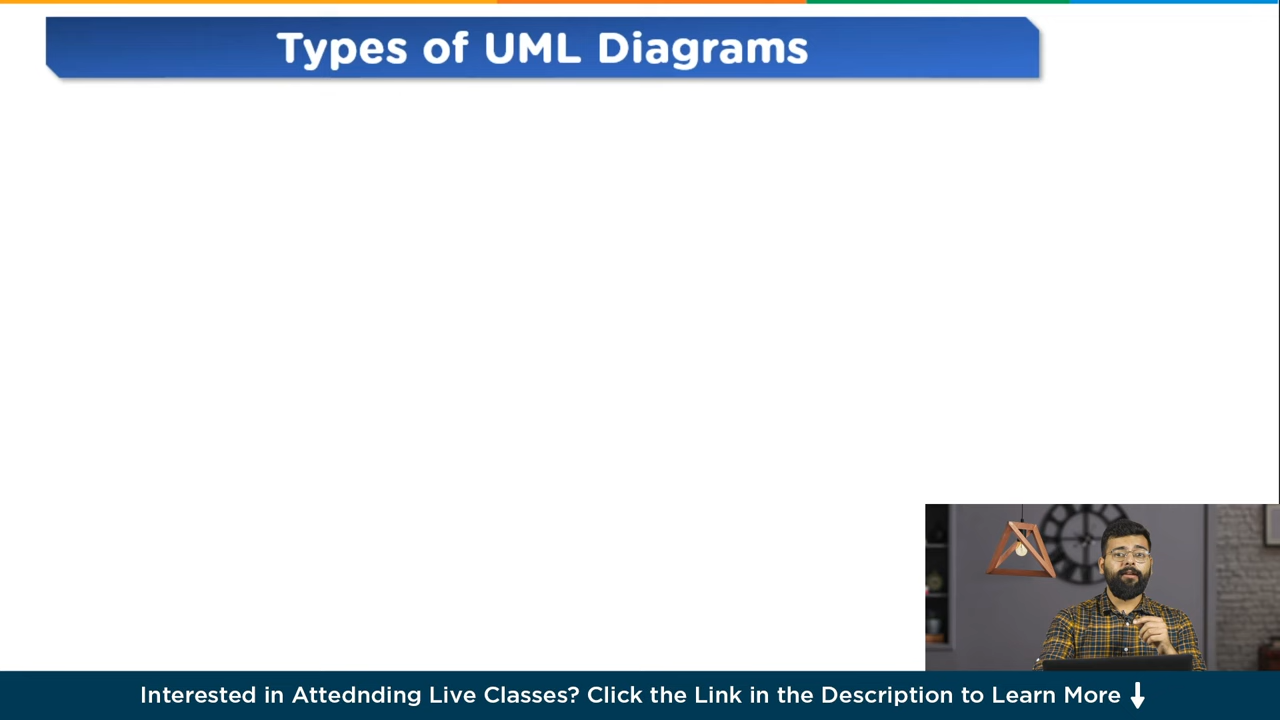 Types of UML Diagrams
Interested in Attednding Live Classes? Click the Link in the Description to Learn More